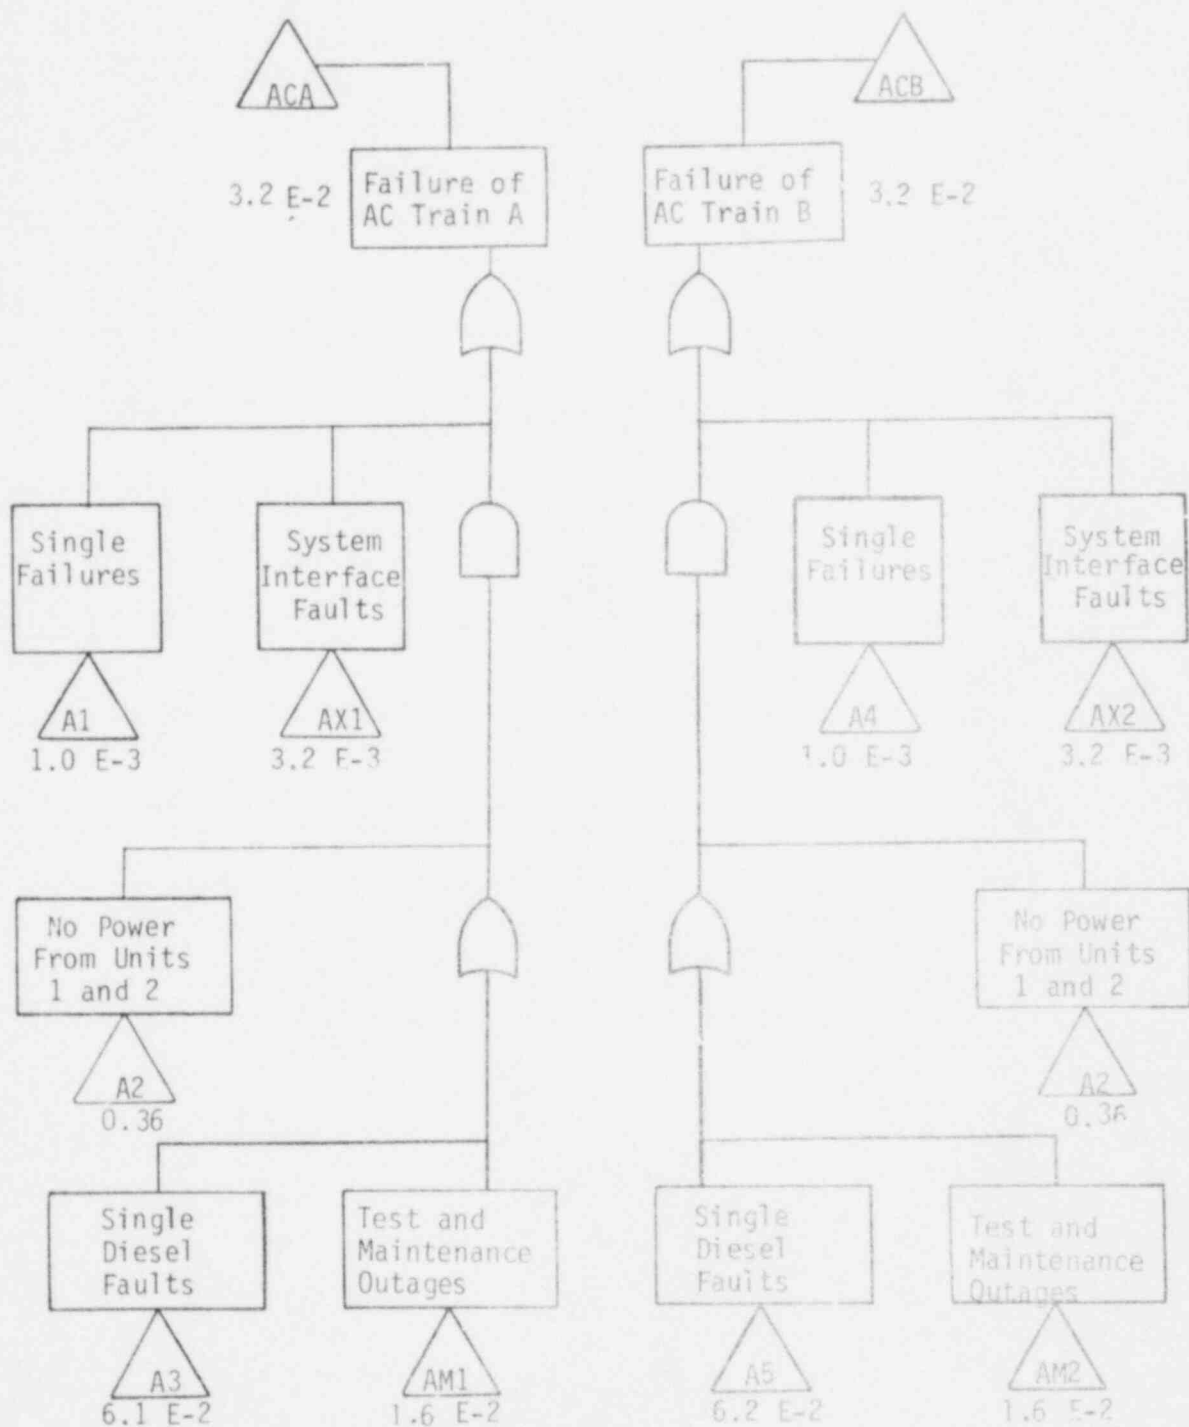 ACA
ACB
3.2 E-2
Failure of
AC Train A
Failure of
AC Train B
3.2 E-2
Single
Failures
System
Interface
Faults
Single
Failures
System
Interface
Faults
A1
1.0 E-3
AX1
3.2 E-3
A4
1.0 E-3
AX2
3.2 E-3
No Power
From Units
1 and 2
No Power
From Units
1 and 2
A2
0.36
A2
0.36
Single
Diesel
Faults
Test and
Maintenance
Outages
Single
Diesel
Faults
Test and
Maintenance
Outages
A3
6.1 E-2
AM1
1.6 E-2
A5
6.2 E-2
AM2
1.6 E-2